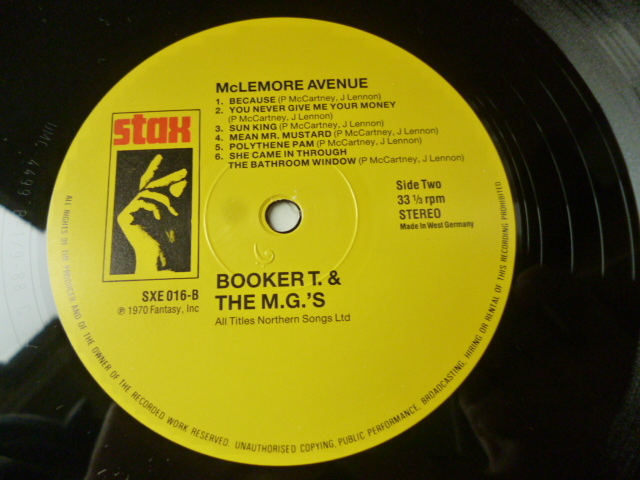 McLEMORE AVENUE
1. BECAUSE (P McCartney, J Lennon)
2. YOU NEVER GIVE ME YOUR MONEY
(P McCartney, J Lennon)
3. SUN KING (P McCartney, J Lennon)
4. MEAN MR. MUSTARD (P McCartney, J Lennon)
5. POLYTHENE PAM (P McCartney, J Lennon)
6. SHE CAME IN THROUGH
THE BATHROOM WINDOW (P McCartney, J Lennon)
stax
Side Two
33 ⅓ rpm
STEREO
Made In West Germany
SXE 016-B
℗ 1970 Fantasy, Inc
BOOKER T. &
THE M.G.'S
All Titles Northern Songs Ltd
ALL RIGHTS OF THE PRODUCER AND OF THE OWNER OF THE RECORDED WORK RESERVED. UNAUTHORISED COPYING, PUBLIC PERFORMANCE, BROADCASTING, HIRING OR RENTAL OF THIS RECORDING PROHIBITED